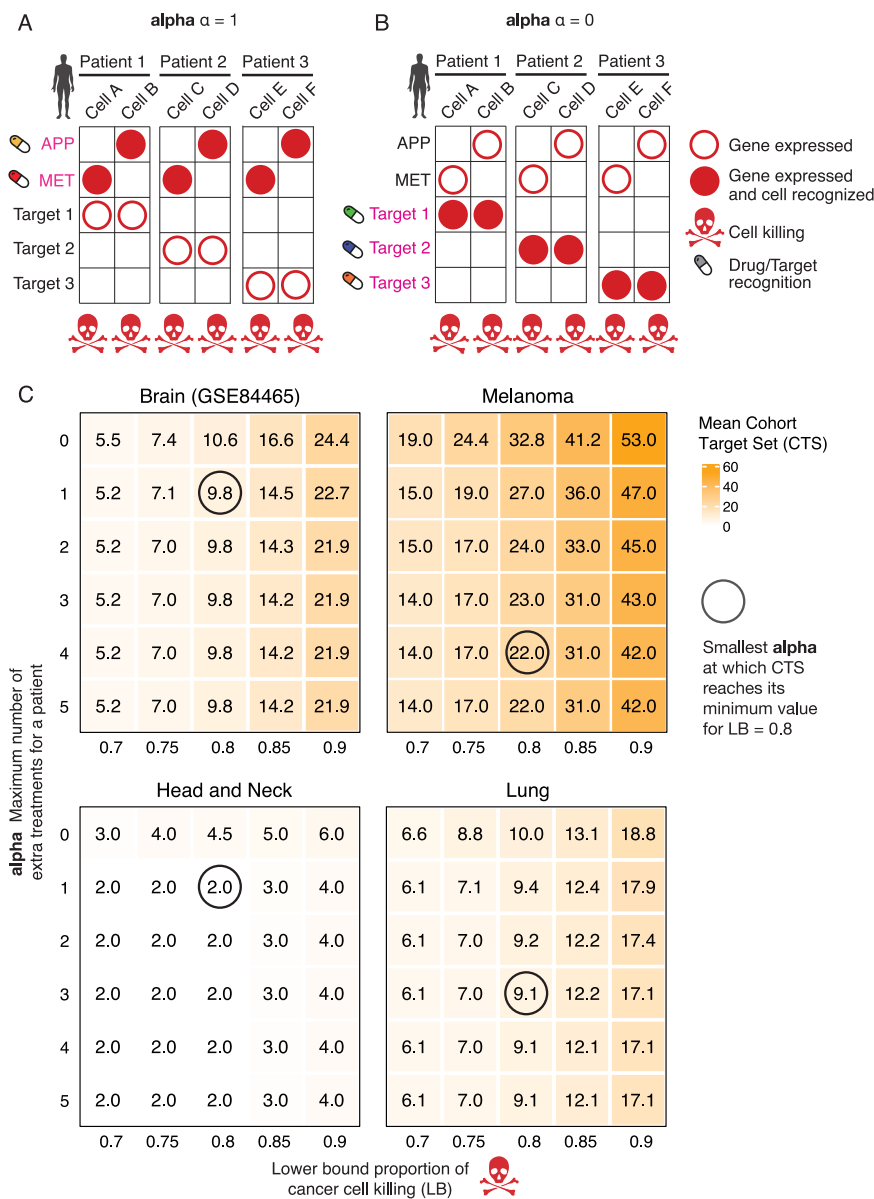 A
alpha α = 1
Patient 1 Patient 2 Patient 3
Cell A Cell B Cell C Cell D Cell E Cell F
APP
MET
Target 1
Target 2
Target 3
B
alpha α = 0
Patient 1 Patient 2 Patient 3
Cell A Cell B Cell C Cell D Cell E Cell F
APP
MET
Target 1
Target 2
Target 3
Gene expressed
Gene expressed
and cell recognized
Cell killing
Drug/Target
recognition
C
alpha Maximum number of
extra treatments for a patient
Brain (GSE84465)
0 5.5 7.4 10.6 16.6 24.4
1 5.2 7.1 9.8 14.5 22.7
2 5.2 7.0 9.8 14.3 21.9
3 5.2 7.0 9.8 14.2 21.9
4 5.2 7.0 9.8 14.2 21.9
5 5.2 7.0 9.8 14.2 21.9
0.7 0.75 0.8 0.85 0.9
Melanoma
19.0 24.4 32.8 41.2 53.0
15.0 19.0 27.0 36.0 47.0
15.0 17.0 24.0 33.0 45.0
14.0 17.0 23.0 31.0 43.0
14.0 17.0 22.0 31.0 42.0
14.0 17.0 22.0 31.0 42.0
0.7 0.75 0.8 0.85 0.9
Mean Cohort
Target Set (CTS)
60
40
20
0
Smallest alpha
at which CTS
reaches its
minimum value
for LB = 0.8
Head and Neck
0 3.0 4.0 4.5 5.0 6.0
1 2.0 2.0 2.0 3.0 4.0
2 2.0 2.0 2.0 3.0 4.0
3 2.0 2.0 2.0 3.0 4.0
4 2.0 2.0 2.0 3.0 4.0
5 2.0 2.0 2.0 3.0 4.0
0.7 0.75 0.8 0.85 0.9
Lung
6.6 8.8 10.0 13.1 18.8
6.1 7.1 9.4 12.4 17.9
6.1 7.0 9.2 12.2 17.4
6.1 7.0 9.1 12.2 17.1
6.1 7.0 9.1 12.1 17.1
6.1 7.0 9.1 12.1 17.1
0.7 0.75 0.8 0.85 0.9
Lower bound proportion of
cancer cell killing (LB)